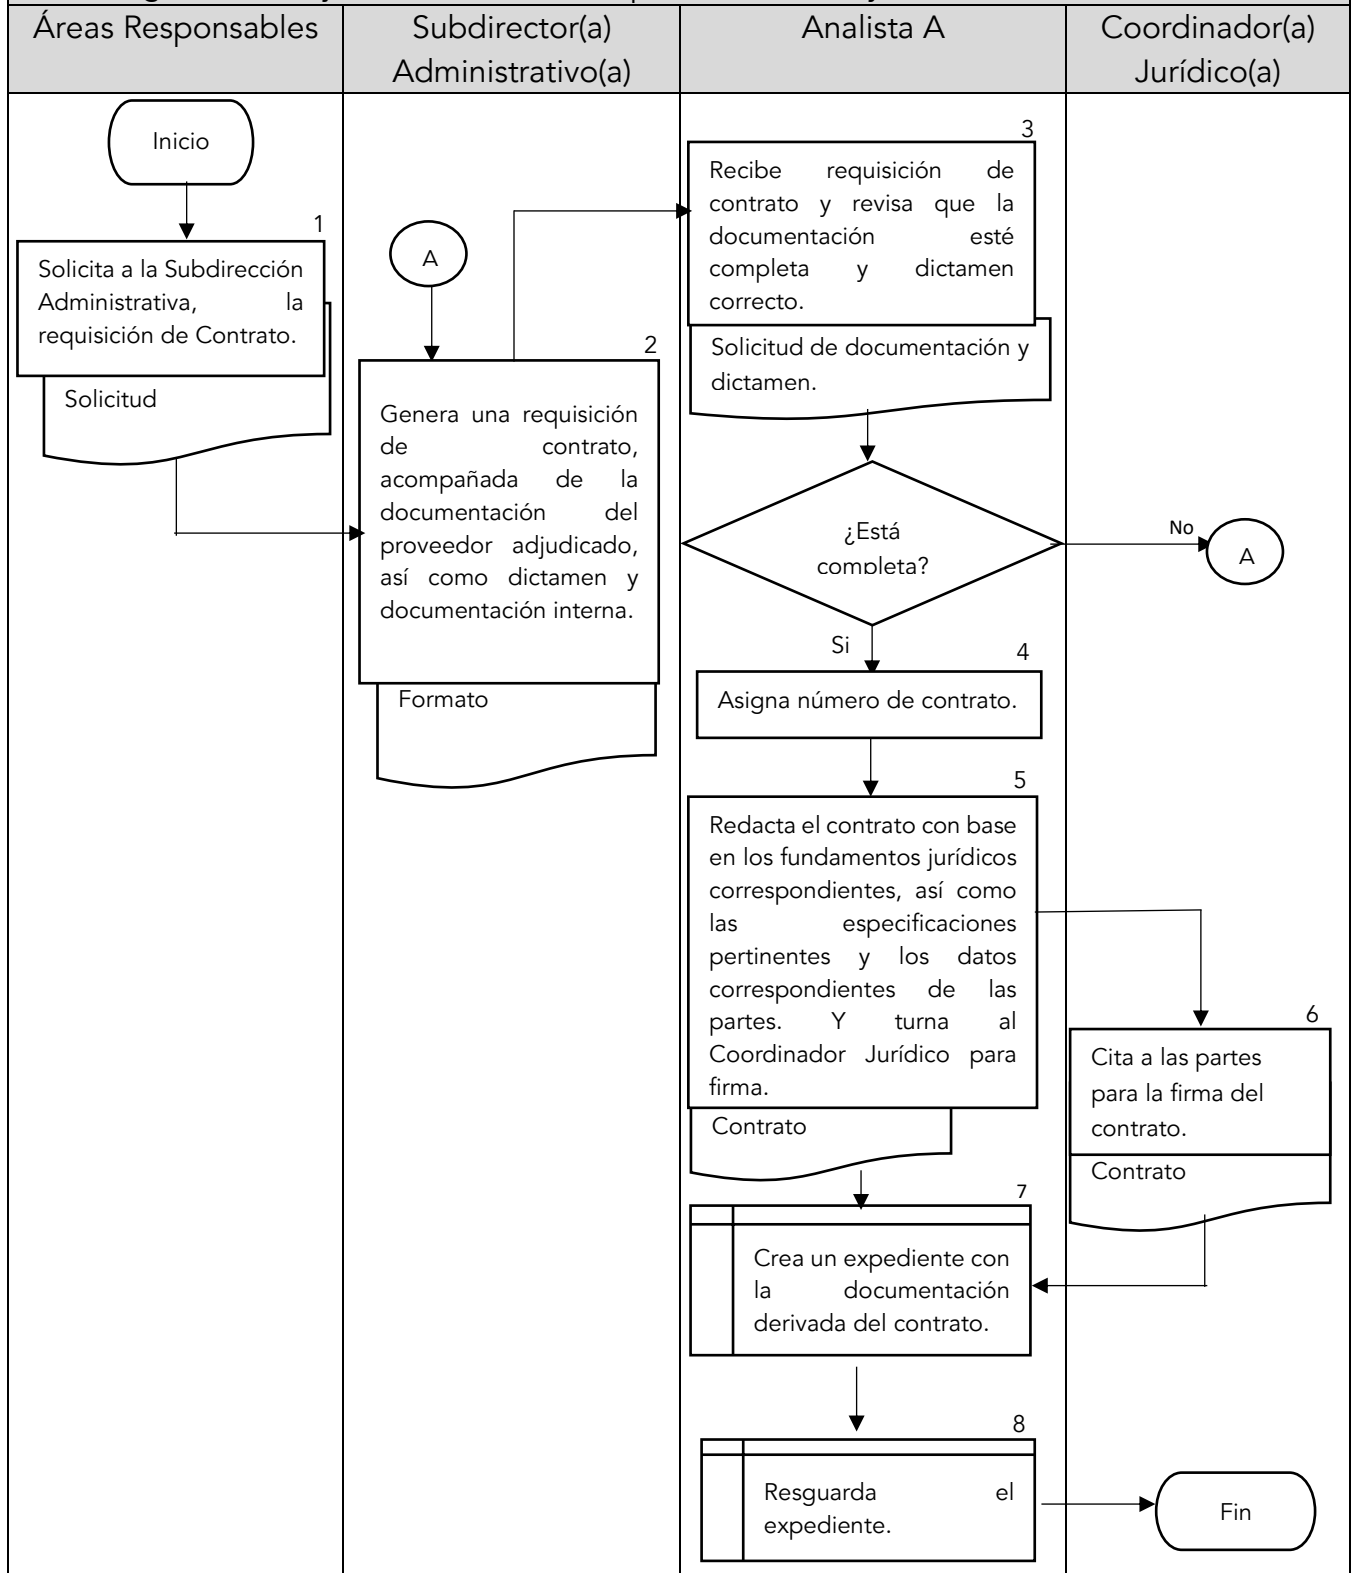 Áreas Responsables
Subdirector(a)
Administrativo(a)
Analista A
Coordinador(a)
Jurídico(a)
Inicio
1
Solicita a la Subdirección
Administrativa, la
requisición de Contrato.
Solicitud
A
2
Genera una requisición
de contrato,
acompañada de la
documentación del
proveedor adjudicado,
así como dictamen y
documentación interna.
Formato
3
Recibe requisición de
contrato y revisa que la
documentación esté
completa y dictamen
correcto.
Solicitud de documentación y
dictamen.
¿Está
completa?
No
A
Si
4
Asigna número de contrato.
5
Redacta el contrato con base
en los fundamentos jurídicos
correspondientes, así como
las especificaciones
pertinentes y los datos
correspondientes de las
partes. Y turna al
Coordinador Jurídico para
firma.
Contrato
6
Cita a las partes
para la firma del
contrato.
Contrato
7
Crea un expediente con
la documentación
derivada del contrato.
8
Resguarda el
expediente.
Fin